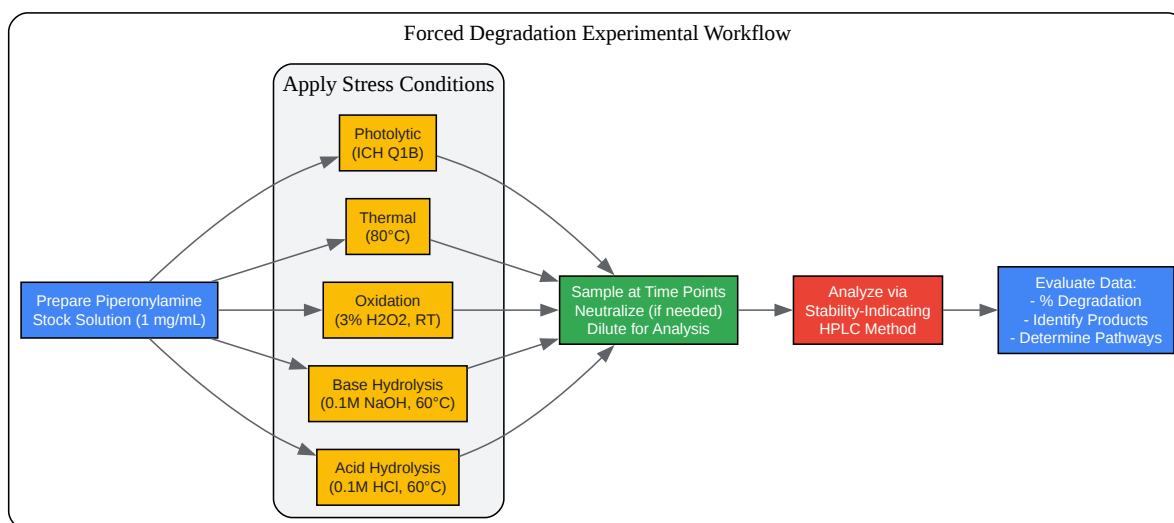 Forced Degradation Experimental Workflow
Apply Stress Conditions
Photolytic
(ICH Q1B)
Thermal
(80°C)
Prepare Piperonylamine
Stock Solution (1 mg/mL)
Oxidation
(3% H2O2, RT)
Base Hydrolysis
(0.1M NaOH, 60°C)
Acid Hydrolysis
(0.1M HCl, 60°C)
Sample at Time Points
Neutralize (if needed)
Dilute for Analysis
Analyze via
Stability-Indicating
HPLC Method
Evaluate Data:
- % Degradation
- Identify Products
- Determine Pathways